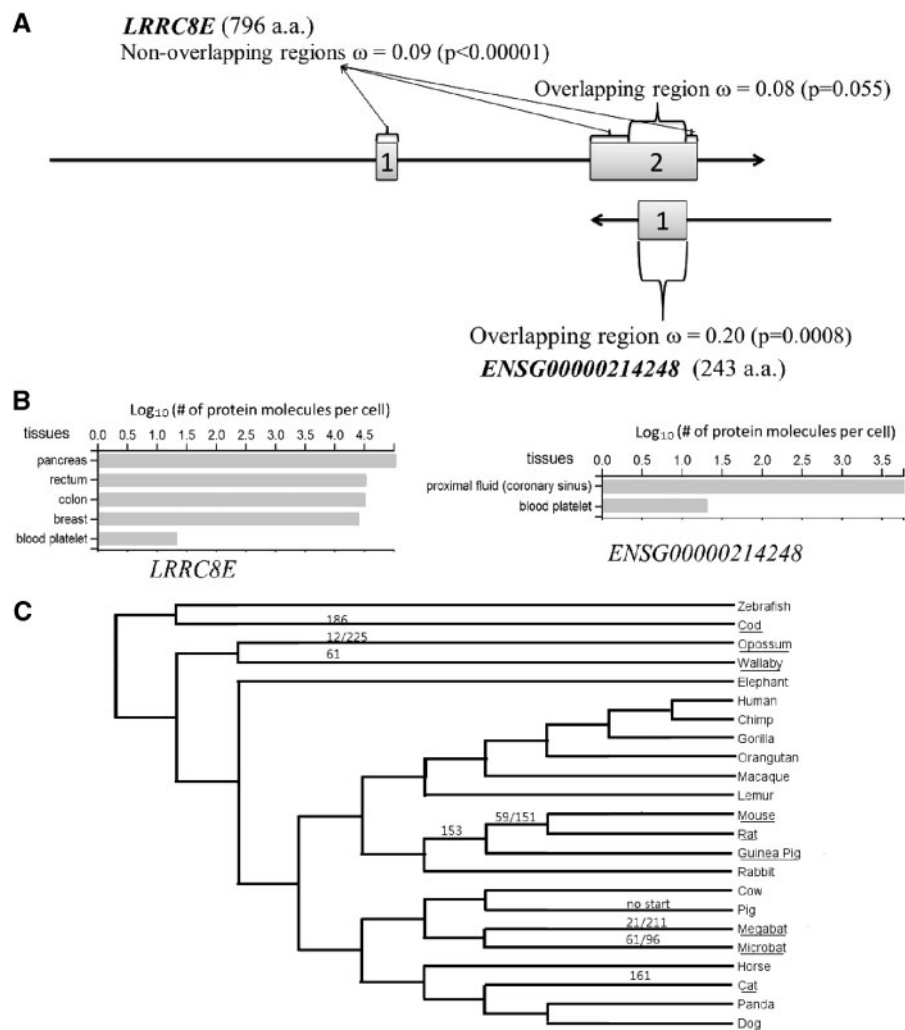 A
LRRC8E (796 a.a.)
Non-overlapping regions ω = 0.09 (p<0.00001)
Overlapping region ω = 0.08 (p=0.055)
1
2
1
Overlapping region ω = 0.20 (p=0.0008)
ENSG00000214248 (243 a.a.)
B
Log₁₀ (# of protein molecules per cell)
tissues 0.0 0.5 1.0 1.5 2.0 2.5 3.0 3.5 4.0 4.5
pancreas
rectum
colon
breast
blood platelet
LRRC8E
Log₁₀ (# of protein molecules per cell)
tissues 0.0 0.5 1.0 1.5 2.0 2.5 3.0 3.5
proximal fluid (coronary sinus)
blood platelet
ENSG00000214248
C
Zebrafish
186 Cod
12/225 Opossum
61 Wallaby
Elephant
Human
Chimp
Gorilla
Orangutan
Macaque
Lemur
59/151 Mouse
153 Rat
Guinea Pig
Rabbit
Cow
no start Pig
21/211 Megabat
61/96 Microbat
Horse
161 Cat
Panda
Dog